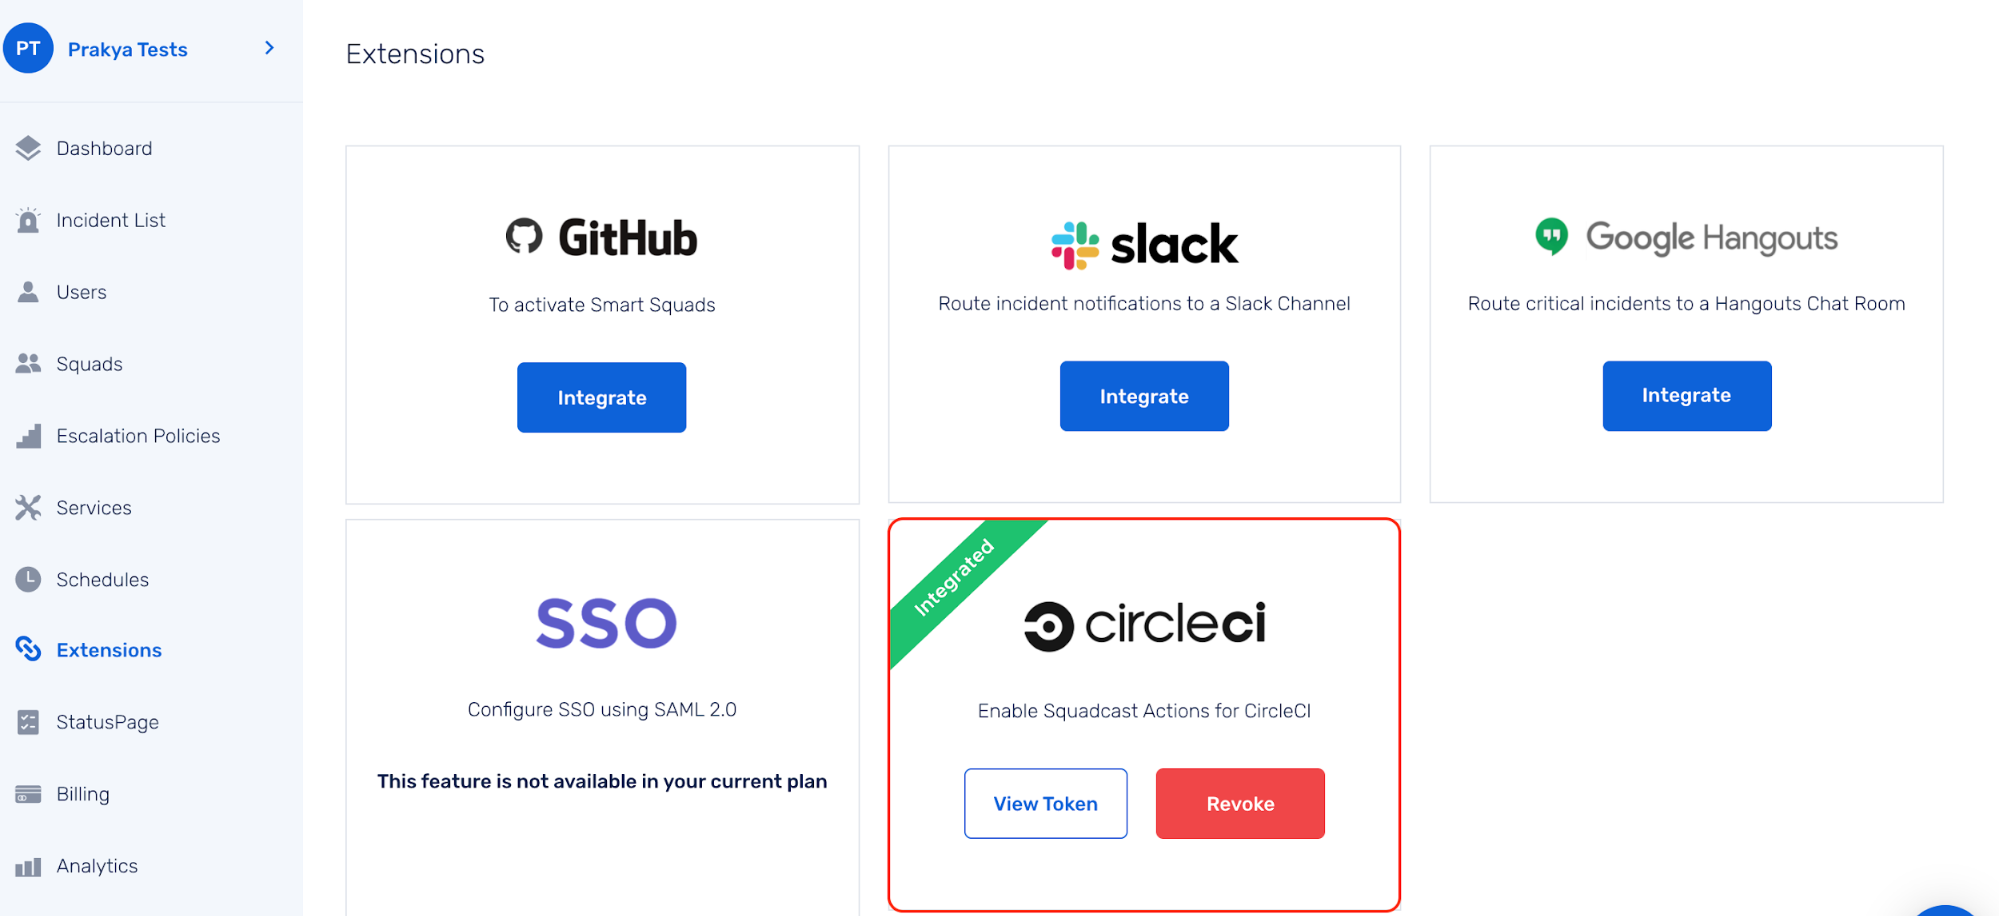 PT
Prakya Tests
Dashboard
Incident List
Users
Squads
Escalation Policies
Services
Schedules
Extensions
StatusPage
Billing
Analytics
Extensions
GitHub
To activate Smart Squads
Integrate
slack
Route incident notifications to a Slack Channel
Integrate
Google Hangouts
Route critical incidents to a Hangouts Chat Room
Integrate
SSO
Configure SSO using SAML 2.0
This feature is not available in your current plan
Integrated
circleci
Enable Squadcast Actions for CircleCI
View Token
Revoke